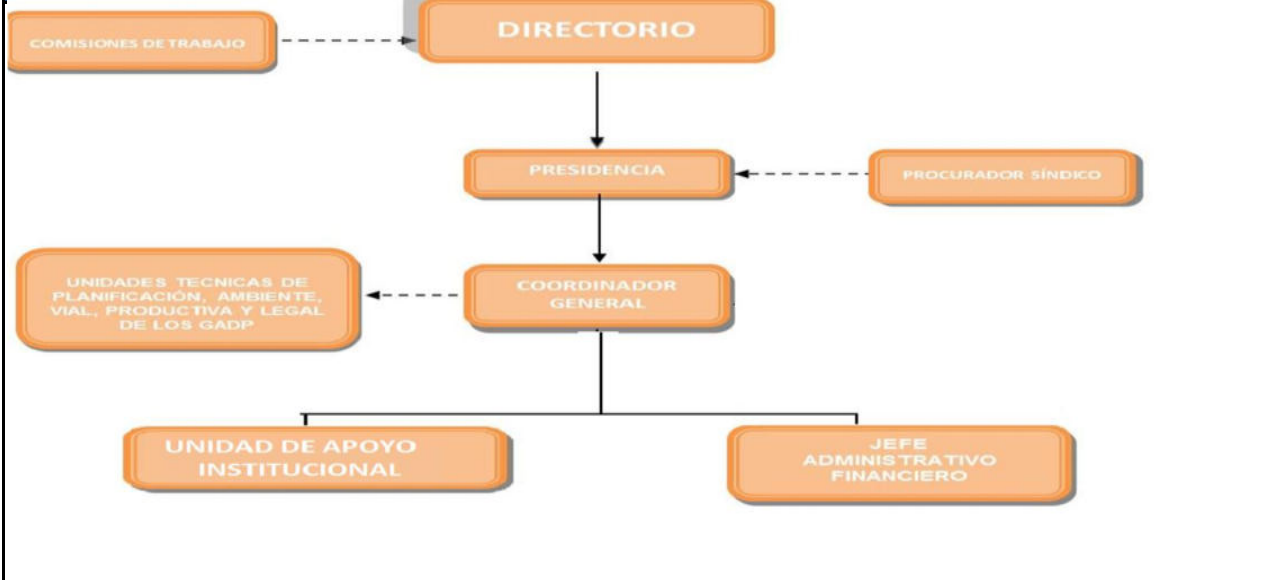 COMISIONES DE TRABAJO
DIRECTORIO
PRESIDENCIA
PROCURADOR SÍNDICO
UNIDADES TECNICAS DE
PLANIFICACIÓN, AMBIENTE,
VIAL, PRODUCTIVA Y LEGAL
DE LOS GADP
COORDINADOR
GENERAL
UNIDAD DE APOYO
INSTITUCIONAL
JEFE
ADMINISTRATIVO
FINANCIERO